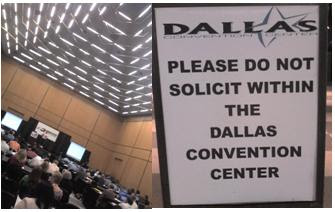 DALLAS
CONVENTION CENTER
PLEASE DO NOT
SOLICIT WITHIN
THE
DALLAS
CONVENTION
CENTER